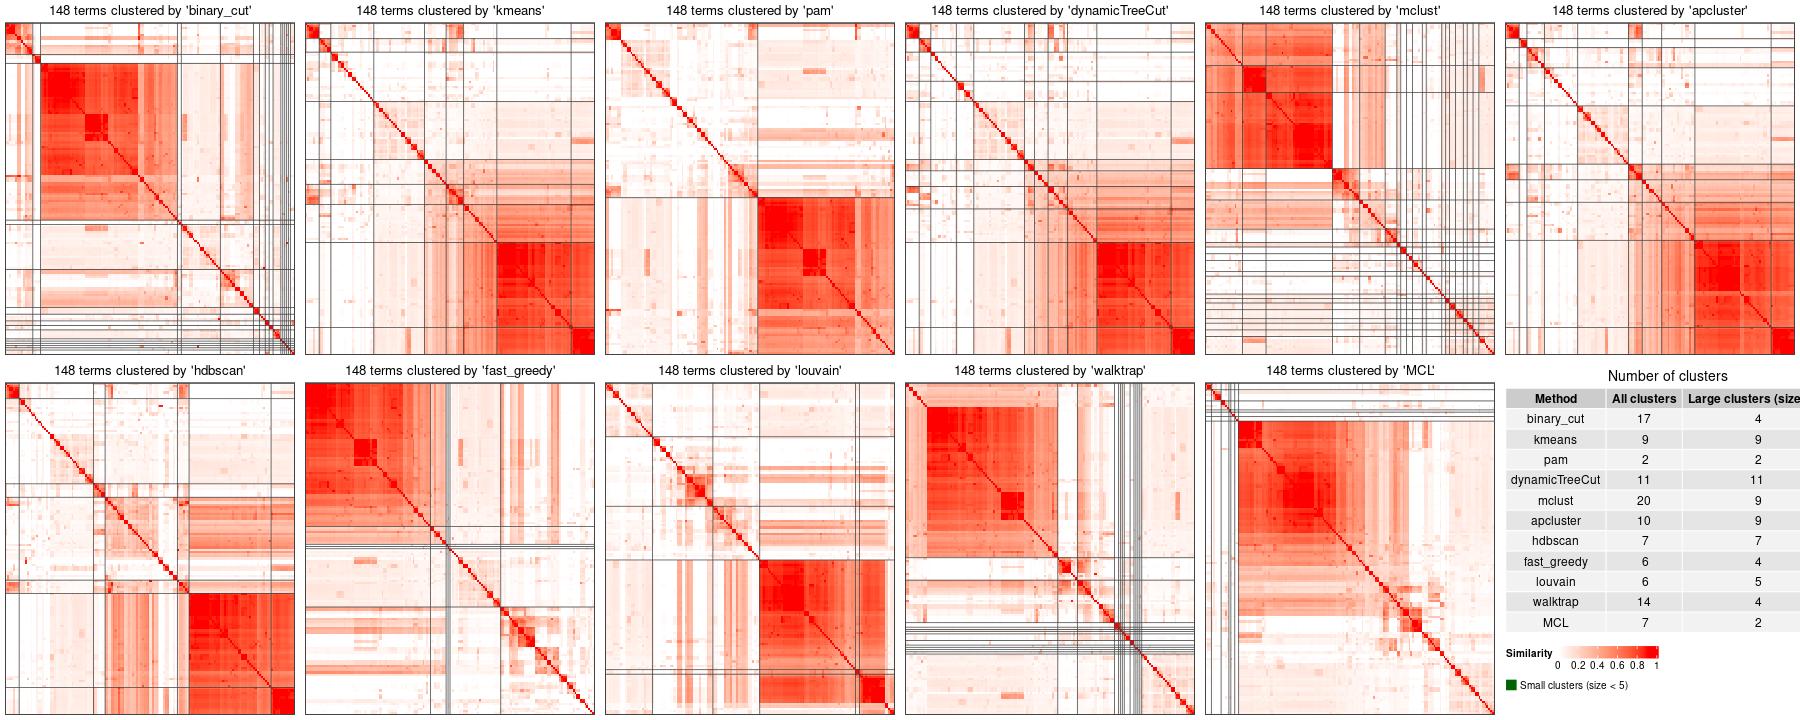 148 terms clustered by 'binary_cut'
148 terms clustered by 'kmeans'
148 terms clustered by 'pam'
148 terms clustered by 'dynamicTreeCut'
148 terms clustered by 'mclust'
148 terms clustered by 'apcluster'
148 terms clustered by 'hdbscan'
148 terms clustered by 'fast_greedy'
148 terms clustered by 'louvain'
148 terms clustered by 'walktrap'
148 terms clustered by 'MCL'
Number of clusters
Method All clusters Large clusters (size
binary_cut 17 4
kmeans 9 9
pam 2 2
dynamicTreeCut 11 11
mclust 20 9
apcluster 10 9
hdbscan 7 7
fast_greedy 6 4
louvain 6 5
walktrap 14 4
MCL 7 2
Similarity
0 0.2 0.4 0.6 0.8 1
Small clusters (size < 5)